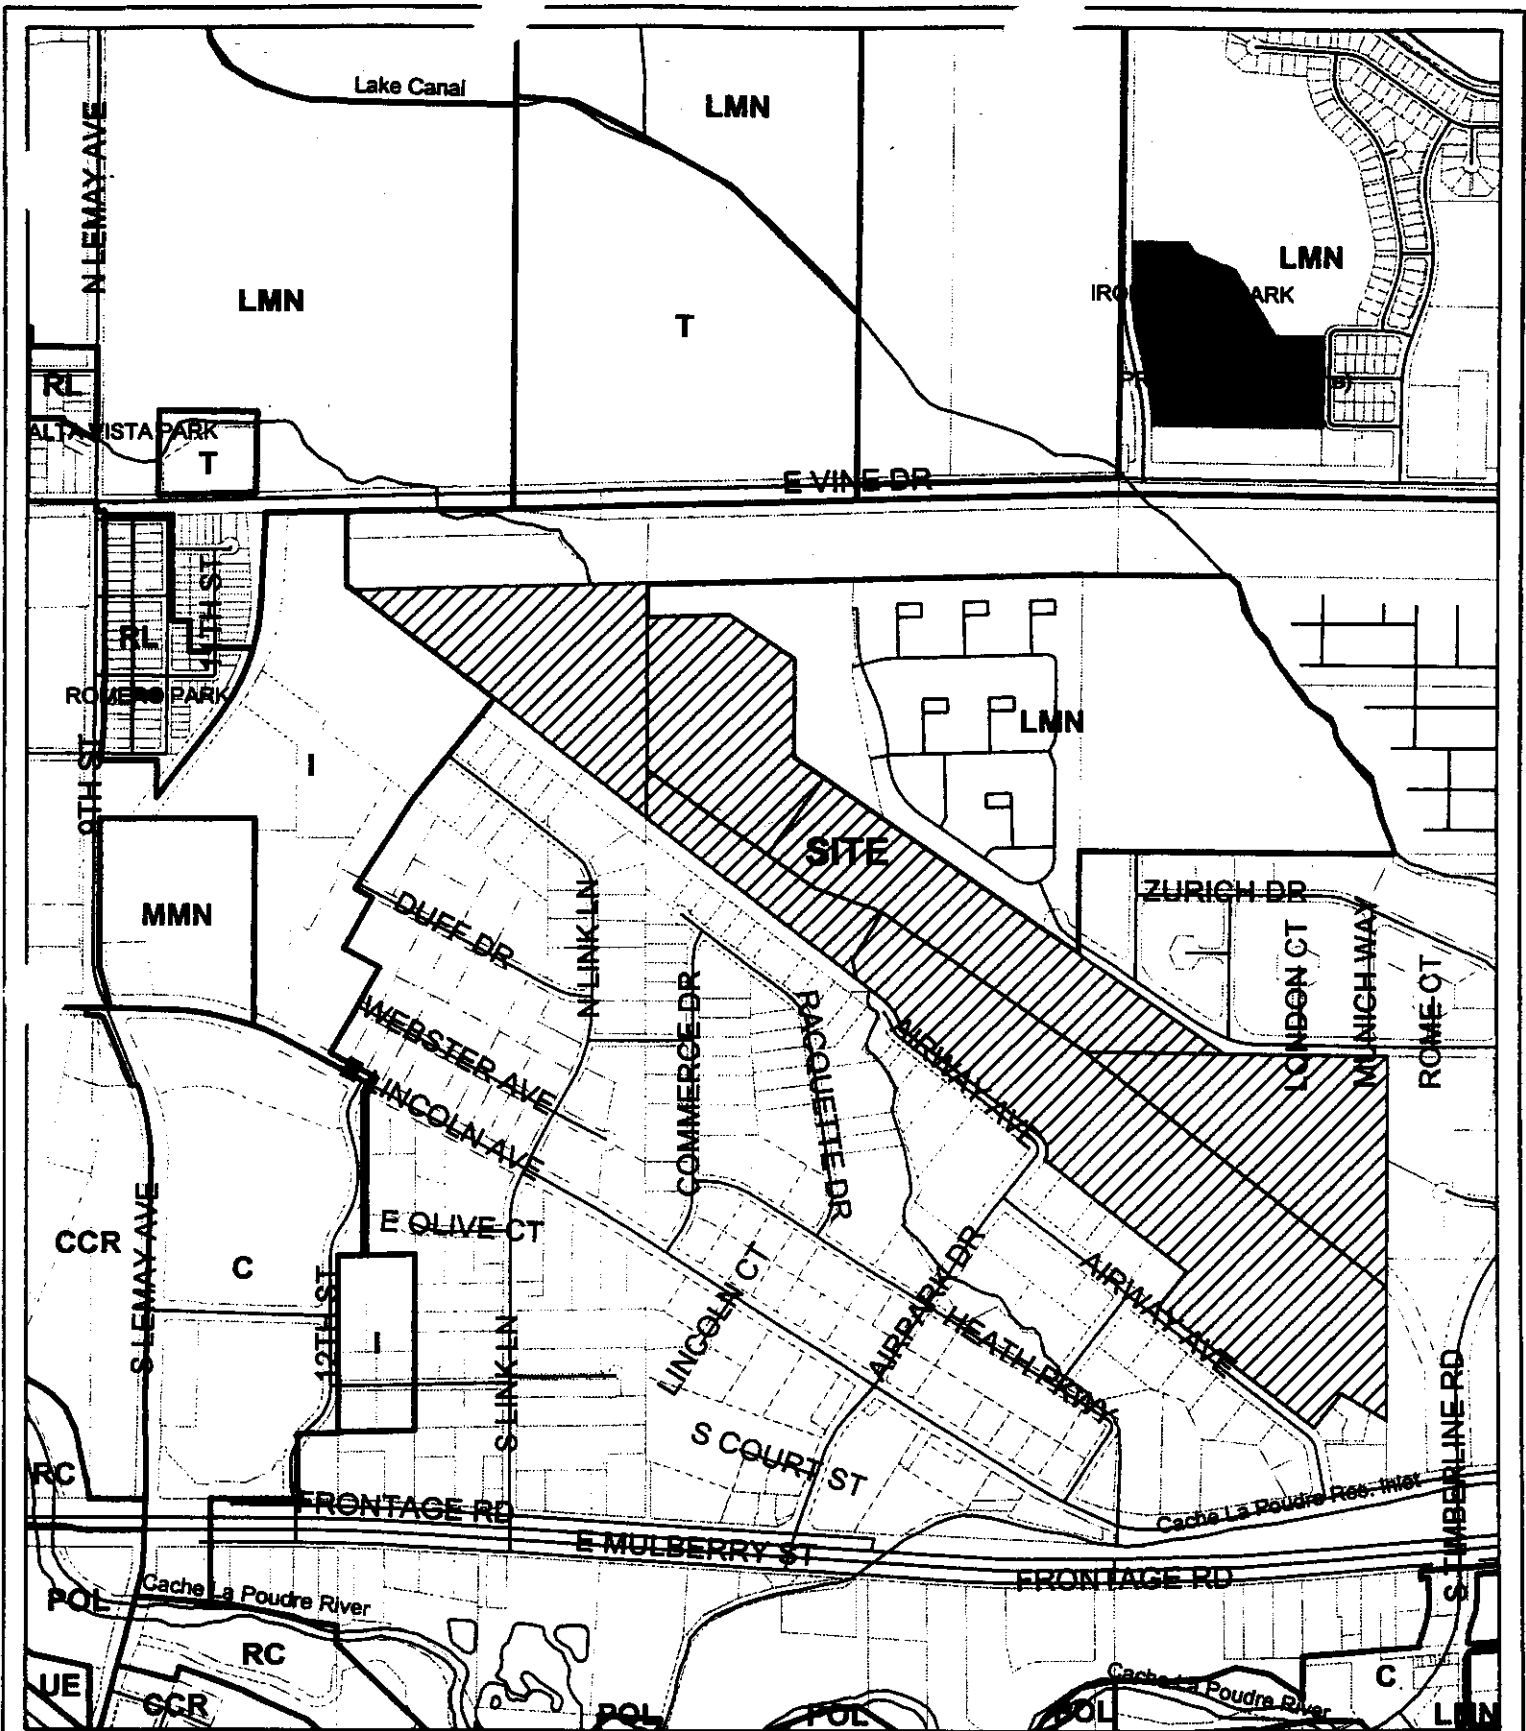 Lake Canal
LMN
N LEMAY AVE
LMN
LMN
T
RL
ALTA VISTA PARK
T
E VINE DR
11TH ST
RL
ROMERO PARK
LMN
I
9TH ST
SITE
ZURICH DR
MMN
DUFF DR
N LINK LN
LONDON CT
MUNICH WAY
ROME CT
WEBSTER AVE
COMMERCE DR
RACQUETTE DR
AIRWAY AVE
LINCOLN AVE
CCR
S LEMAY AVE
C
E OLIVE CT
12TH ST
I
S LINK LN
LINCOLN CT
AIRPARK DR
HEATH PKWY
AIRWAY AVE
S COURT ST
S TIMBERLINE RD
RC
FRONTAGE RD
Cache La Poudre Res. Inlet
E MULBERRY ST
FRONTAGE RD
POL
Cache La Poudre River
RC
UE
CCR
POL
POL
POL
Cache La Poudre River
C
LMN